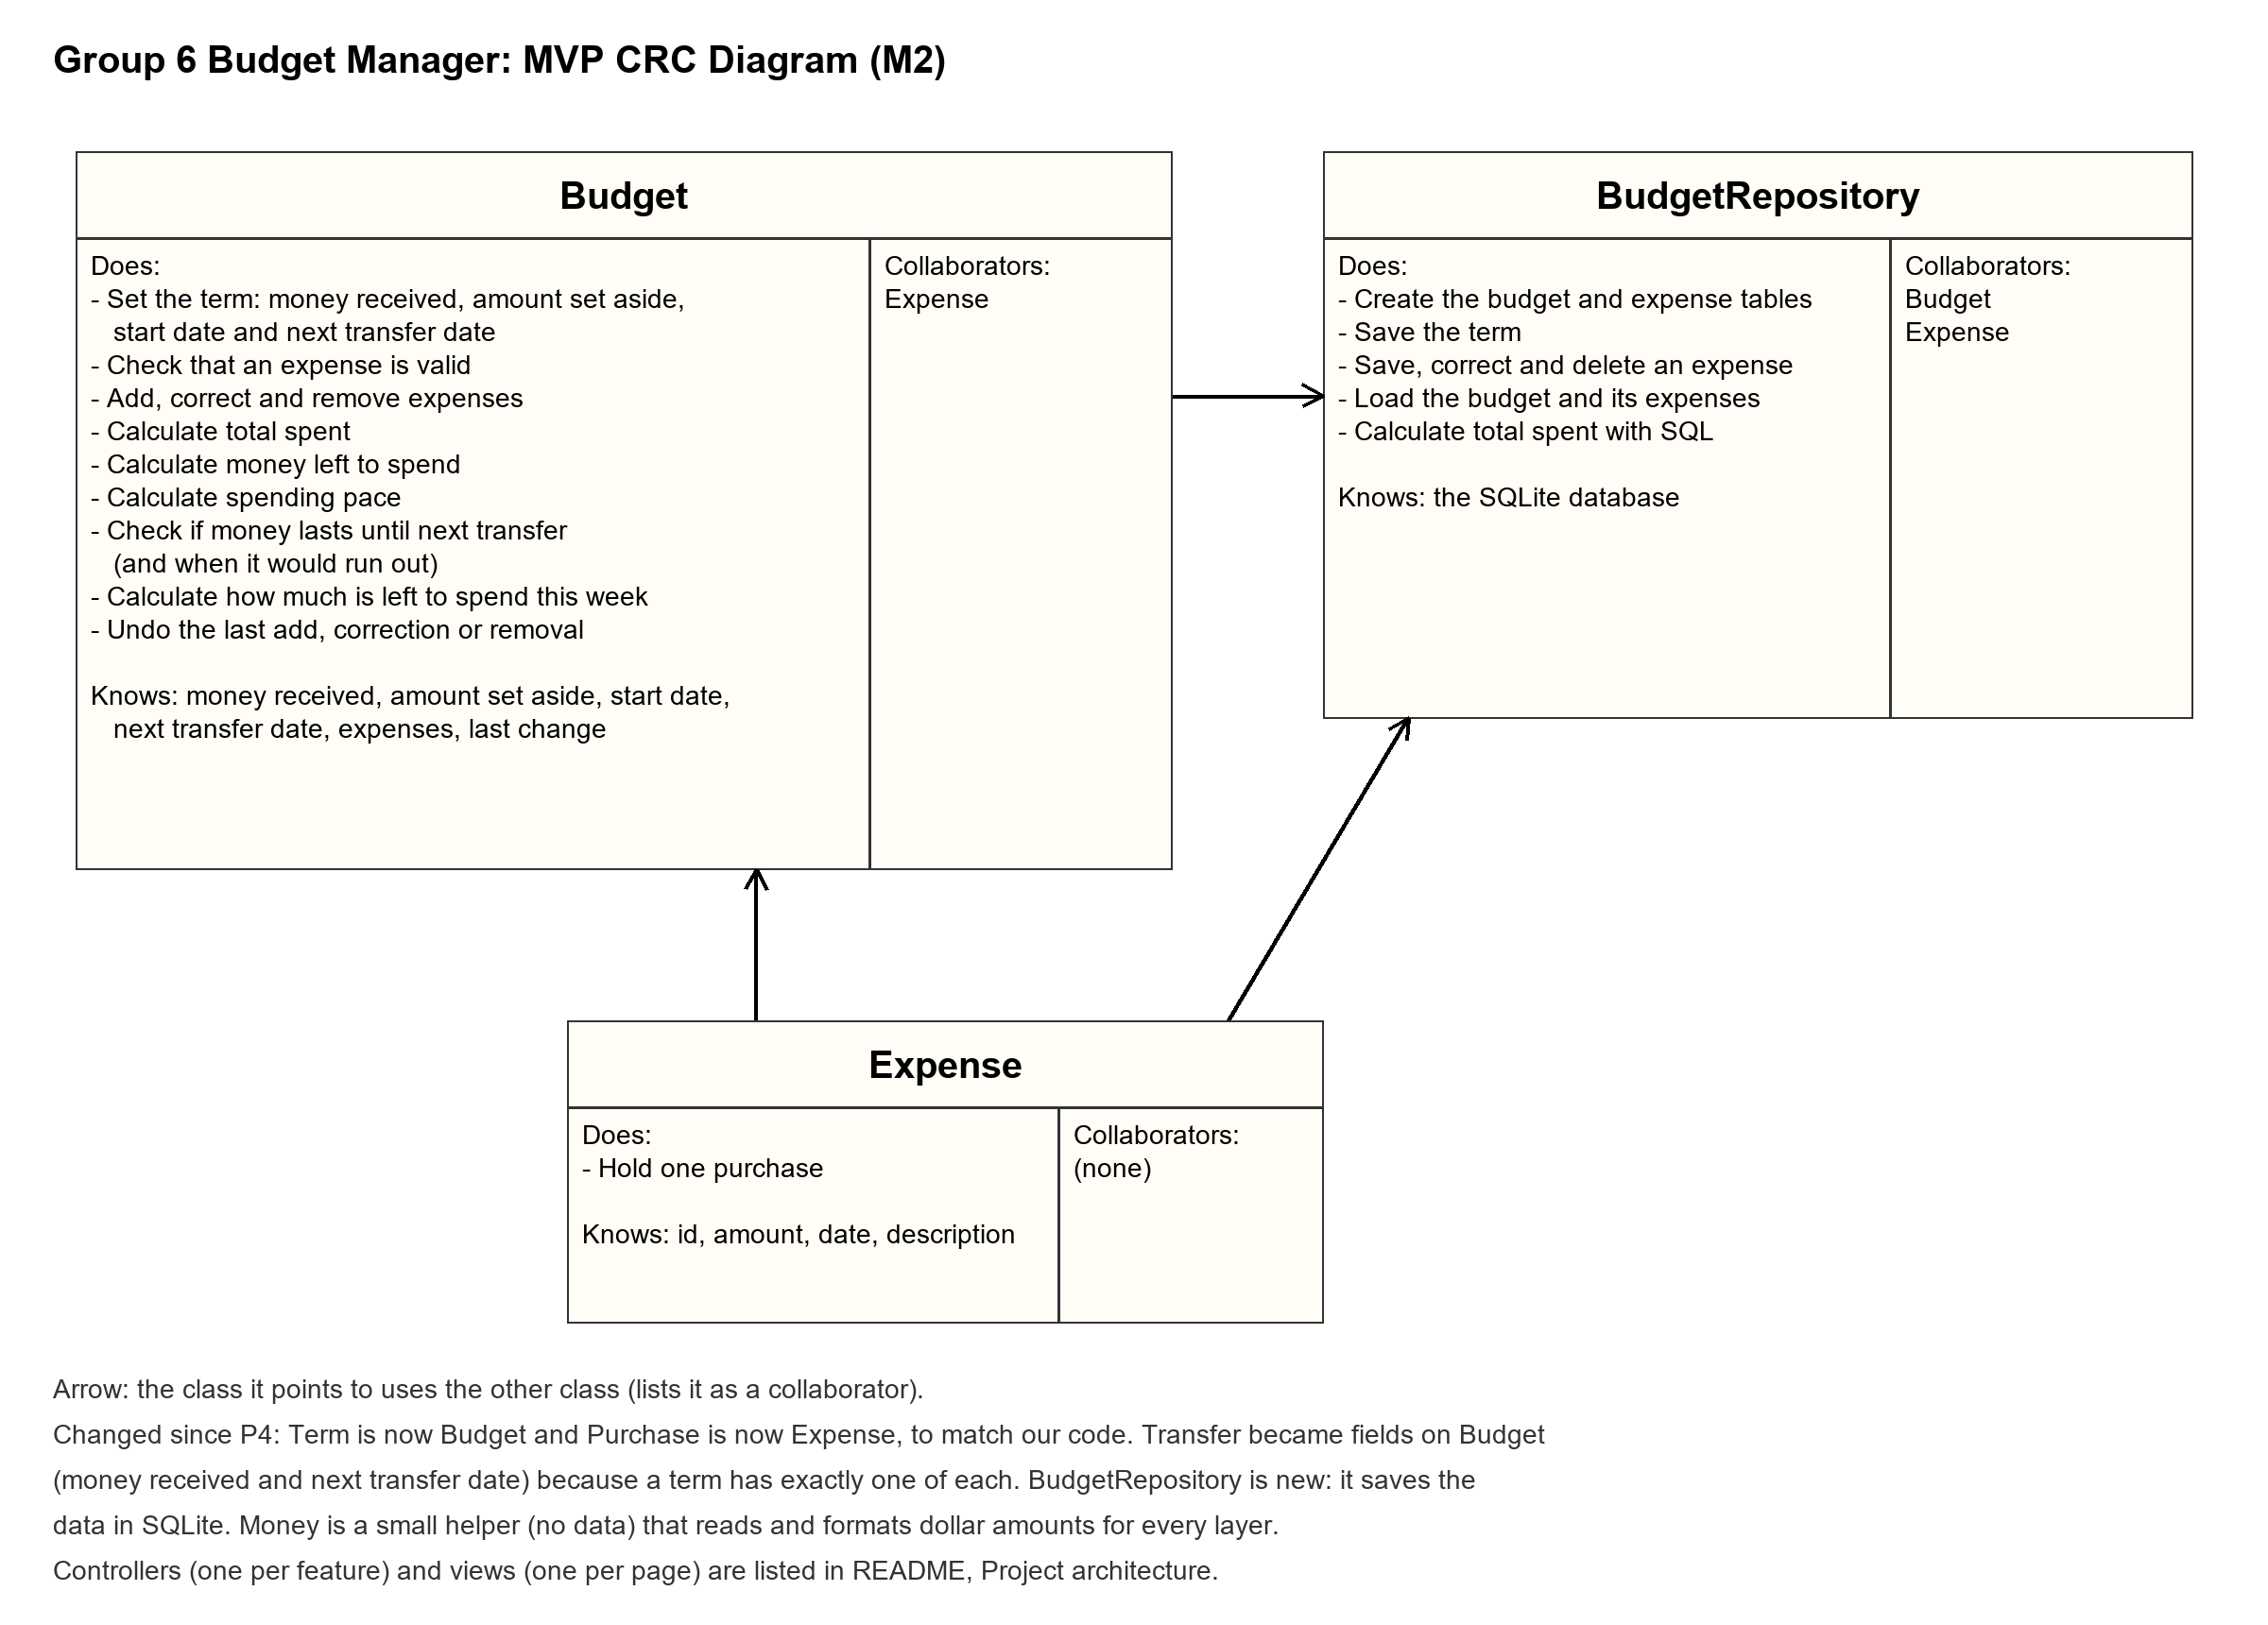 Group 6 Budget Manager: MVP CRC Diagram (M2)
Budget
Does:
- Set the term: money received, amount set aside,
start date and next transfer date
- Check that an expense is valid
- Add, correct and remove expenses
- Calculate total spent
- Calculate money left to spend
- Calculate spending pace
- Check if money lasts until next transfer
(and when it would run out)
- Calculate how much is left to spend this week
- Undo the last add, correction or removal
Knows: money received, amount set aside, start date,
next transfer date, expenses, last change
Collaborators:
Expense
BudgetRepository
Does:
- Create the budget and expense tables
- Save the term
- Save, correct and delete an expense
- Load the budget and its expenses
- Calculate total spent with SQL
Knows: the SQLite database
Collaborators:
Budget
Expense
Expense
Does:
- Hold one purchase
Knows: id, amount, date, description
Collaborators:
(none)
Arrow: the class it points to uses the other class (lists it as a collaborator).
Changed since P4: Term is now Budget and Purchase is now Expense, to match our code. Transfer became fields on Budget
(money received and next transfer date) because a term has exactly one of each. BudgetRepository is new: it saves the
data in SQLite. Money is a small helper (no data) that reads and formats dollar amounts for every layer.
Controllers (one per feature) and views (one per page) are listed in README, Project architecture.